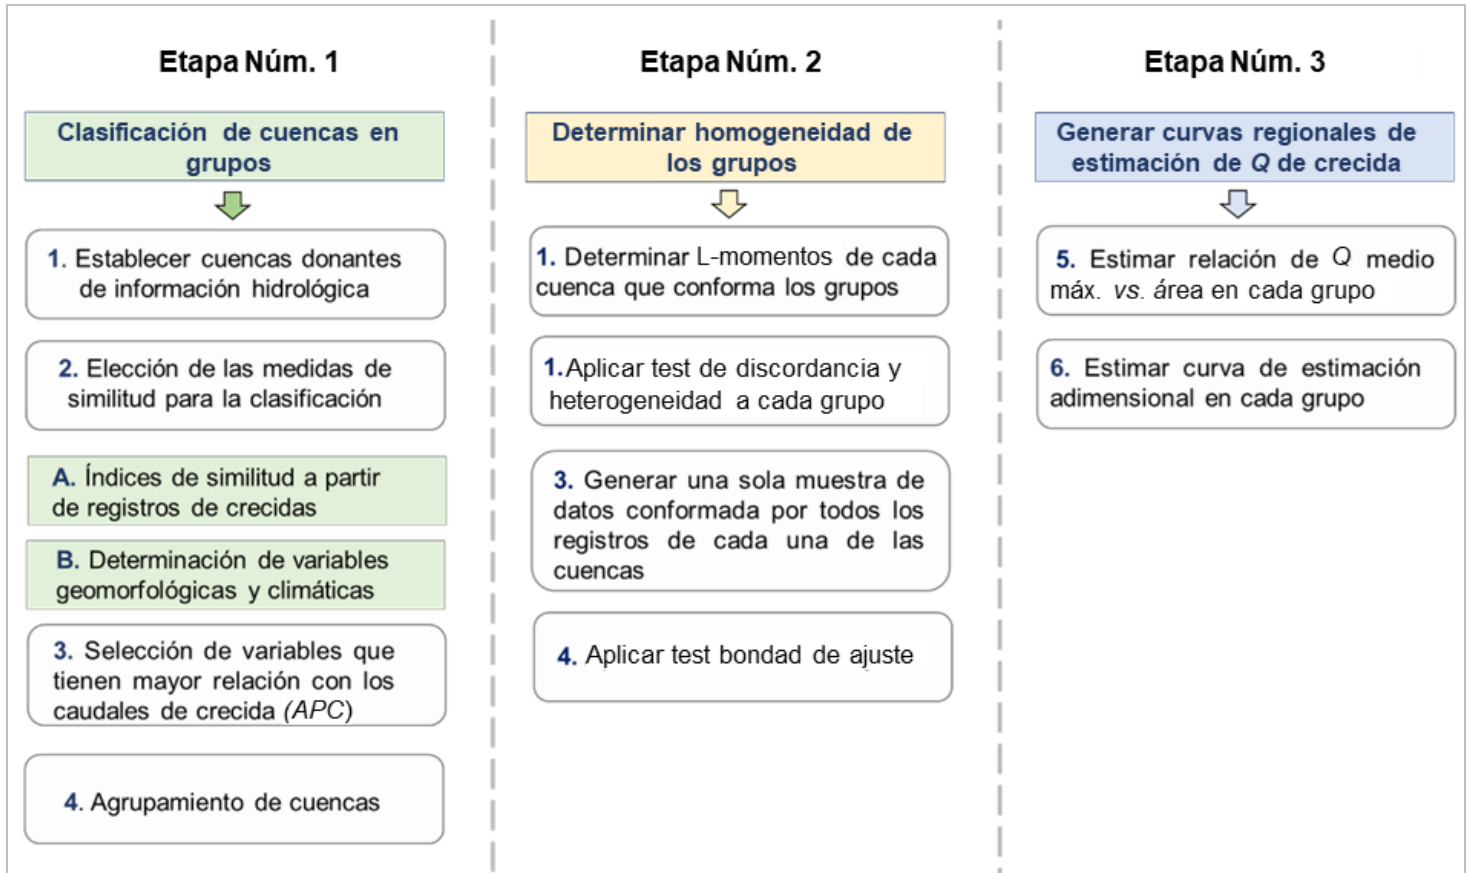 Etapa Núm. 1
Clasificación de cuencas en
grupos
1. Establecer cuencas donantes
de información hidrológica
2. Elección de las medidas de
similitud para la clasificación
A. Índices de similitud a partir
de registros de crecidas
B. Determinación de variables
geomorfológicas y climáticas
3. Selección de variables que
tienen mayor relación con los
caudales de crecida (APC)
4. Agrupamiento de cuencas
Etapa Núm. 2
Determinar homogeneidad de
los grupos
1. Determinar L-momentos de cada
cuenca que conforma los grupos
1. Aplicar test de discordancia y
heterogeneidad a cada grupo
3. Generar una sola muestra de
datos conformada por todos los
registros de cada una de las
cuencas
4. Aplicar test bondad de ajuste
Etapa Núm. 3
Generar curvas regionales de
estimación de Q de crecida
5. Estimar relación de Q medio
máx. vs. área en cada grupo
6. Estimar curva de estimación
adimensional en cada grupo